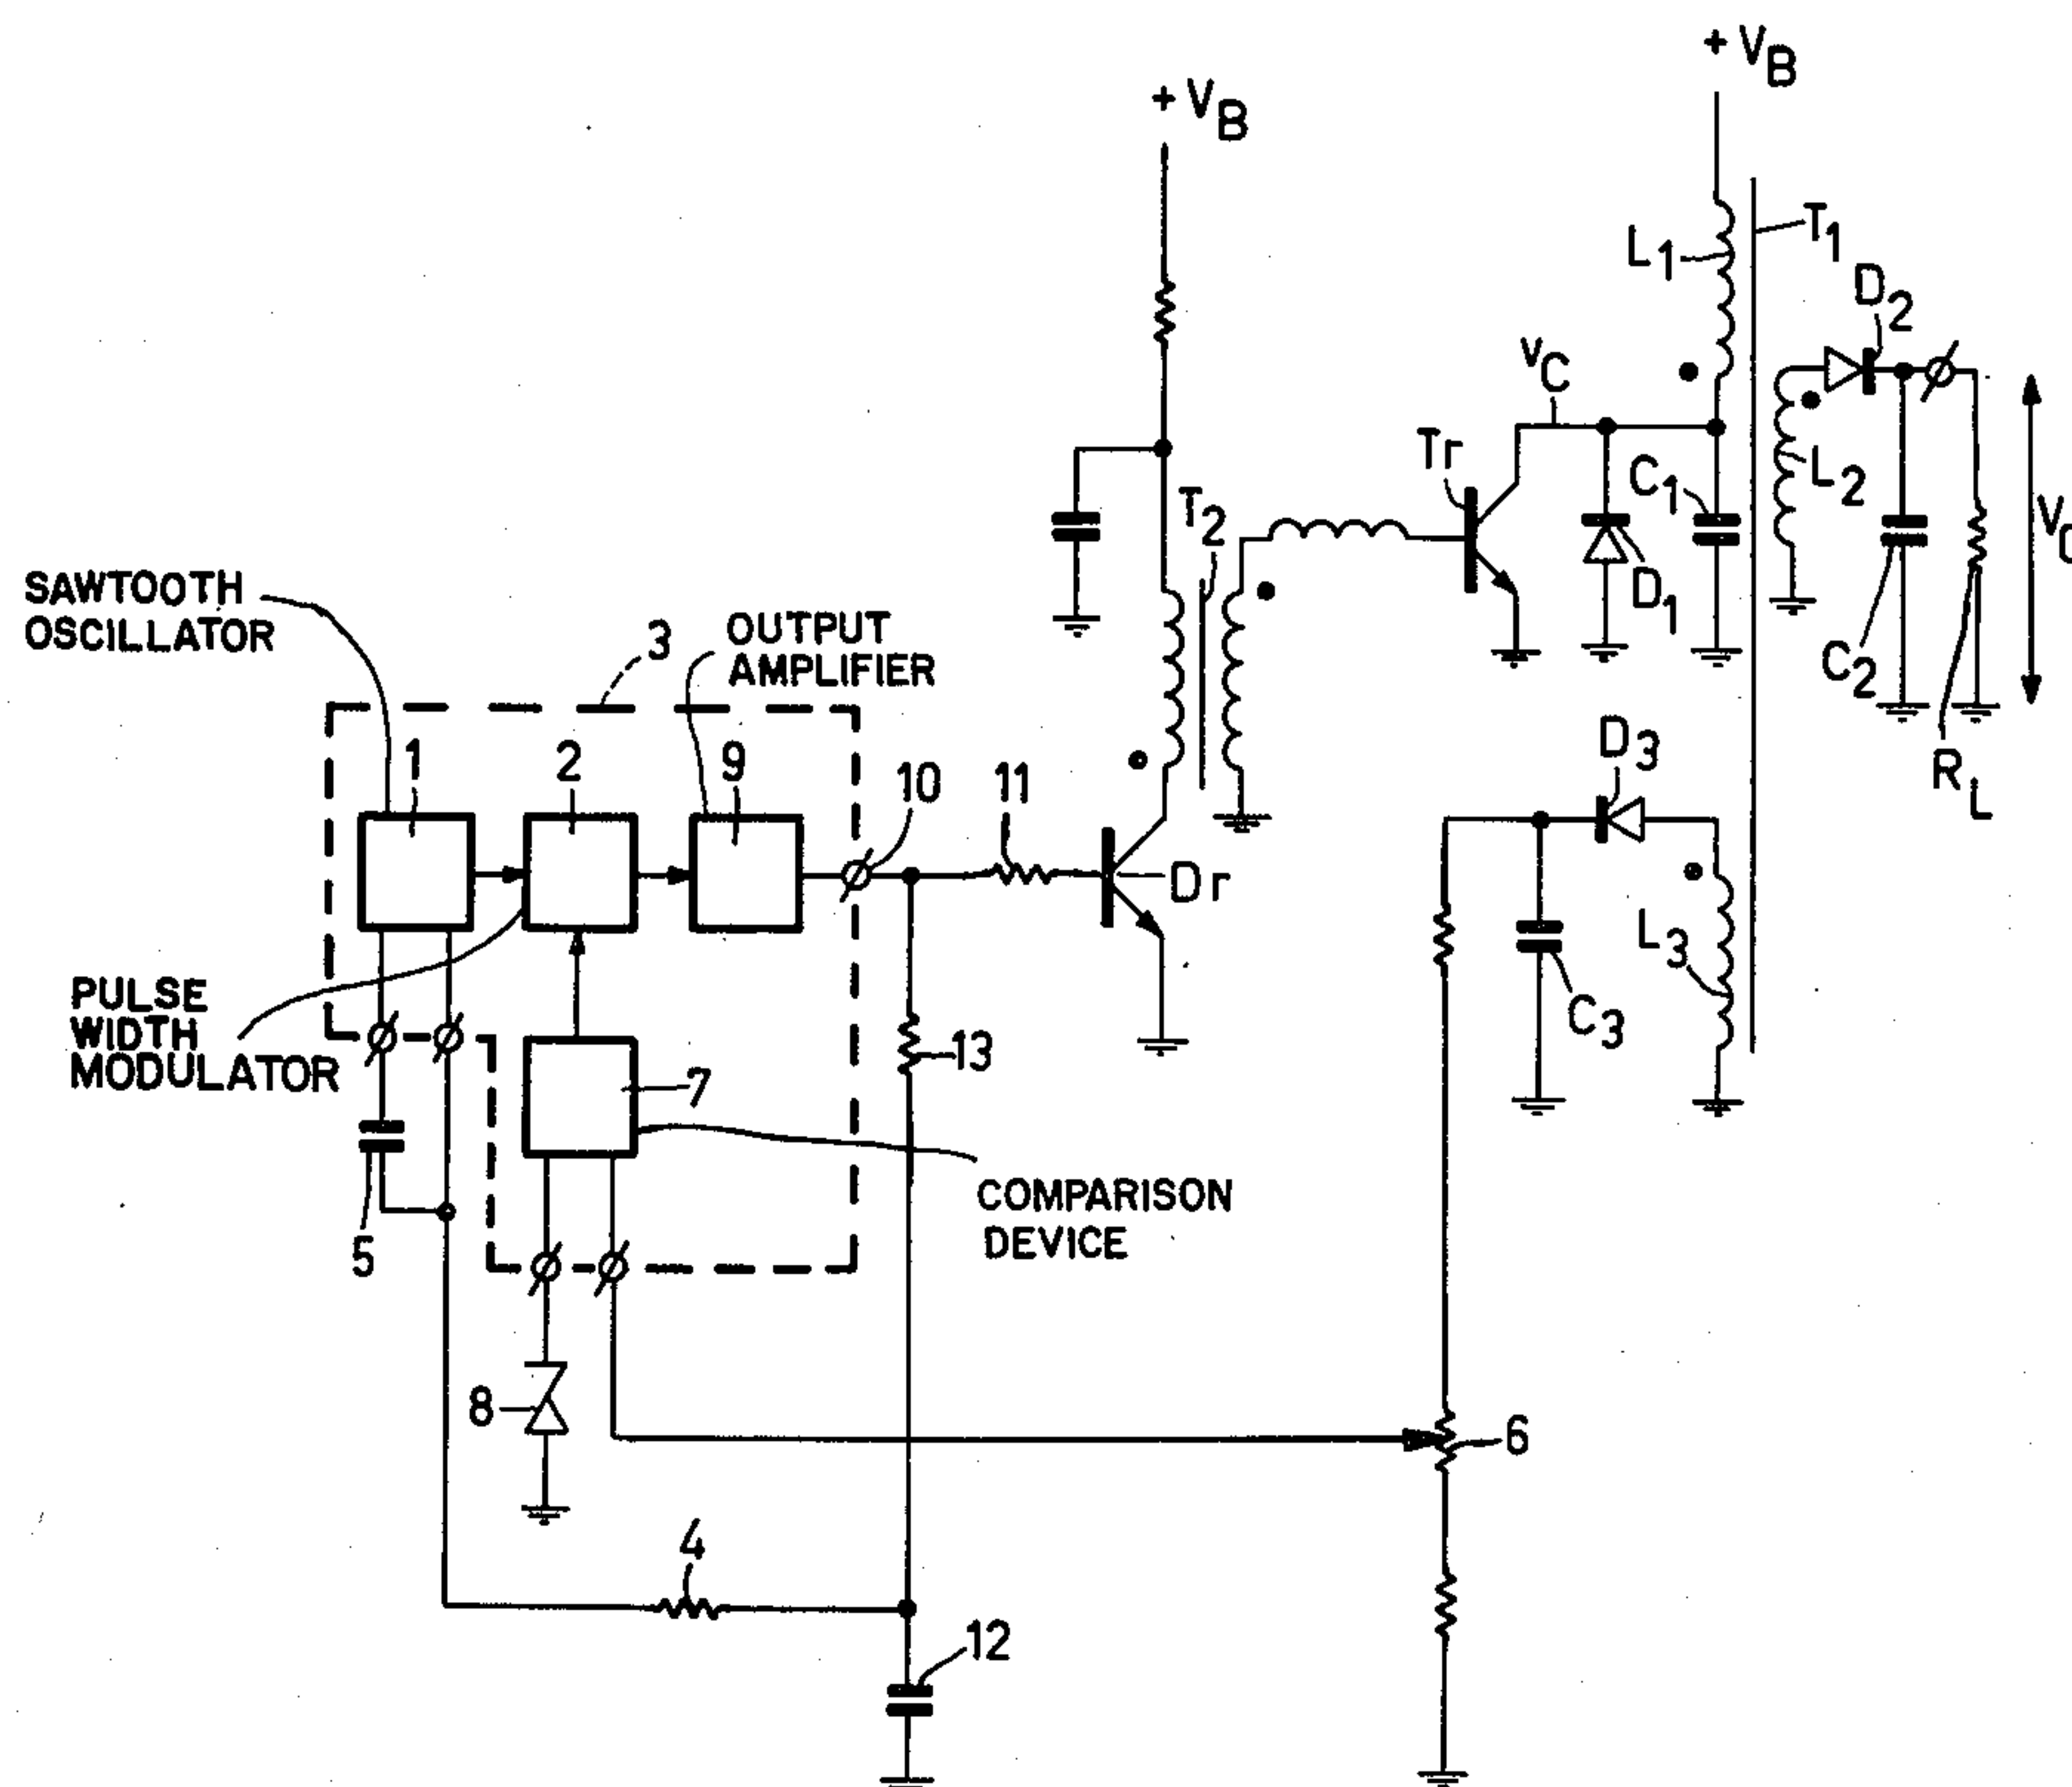 + VB
+ VB
L1
T1
D2
vC
Tr
C1
L2
T2
D1
C2
RL
SAWTOOTH
OSCILLATOR
3
OUTPUT
AMPLIFIER
1
2
9
10
11
Dr
D3
L3
C3
PULSE
WIDTH
MODULATOR
13
7
5
COMPARISON
DEVICE
8
6
4
12